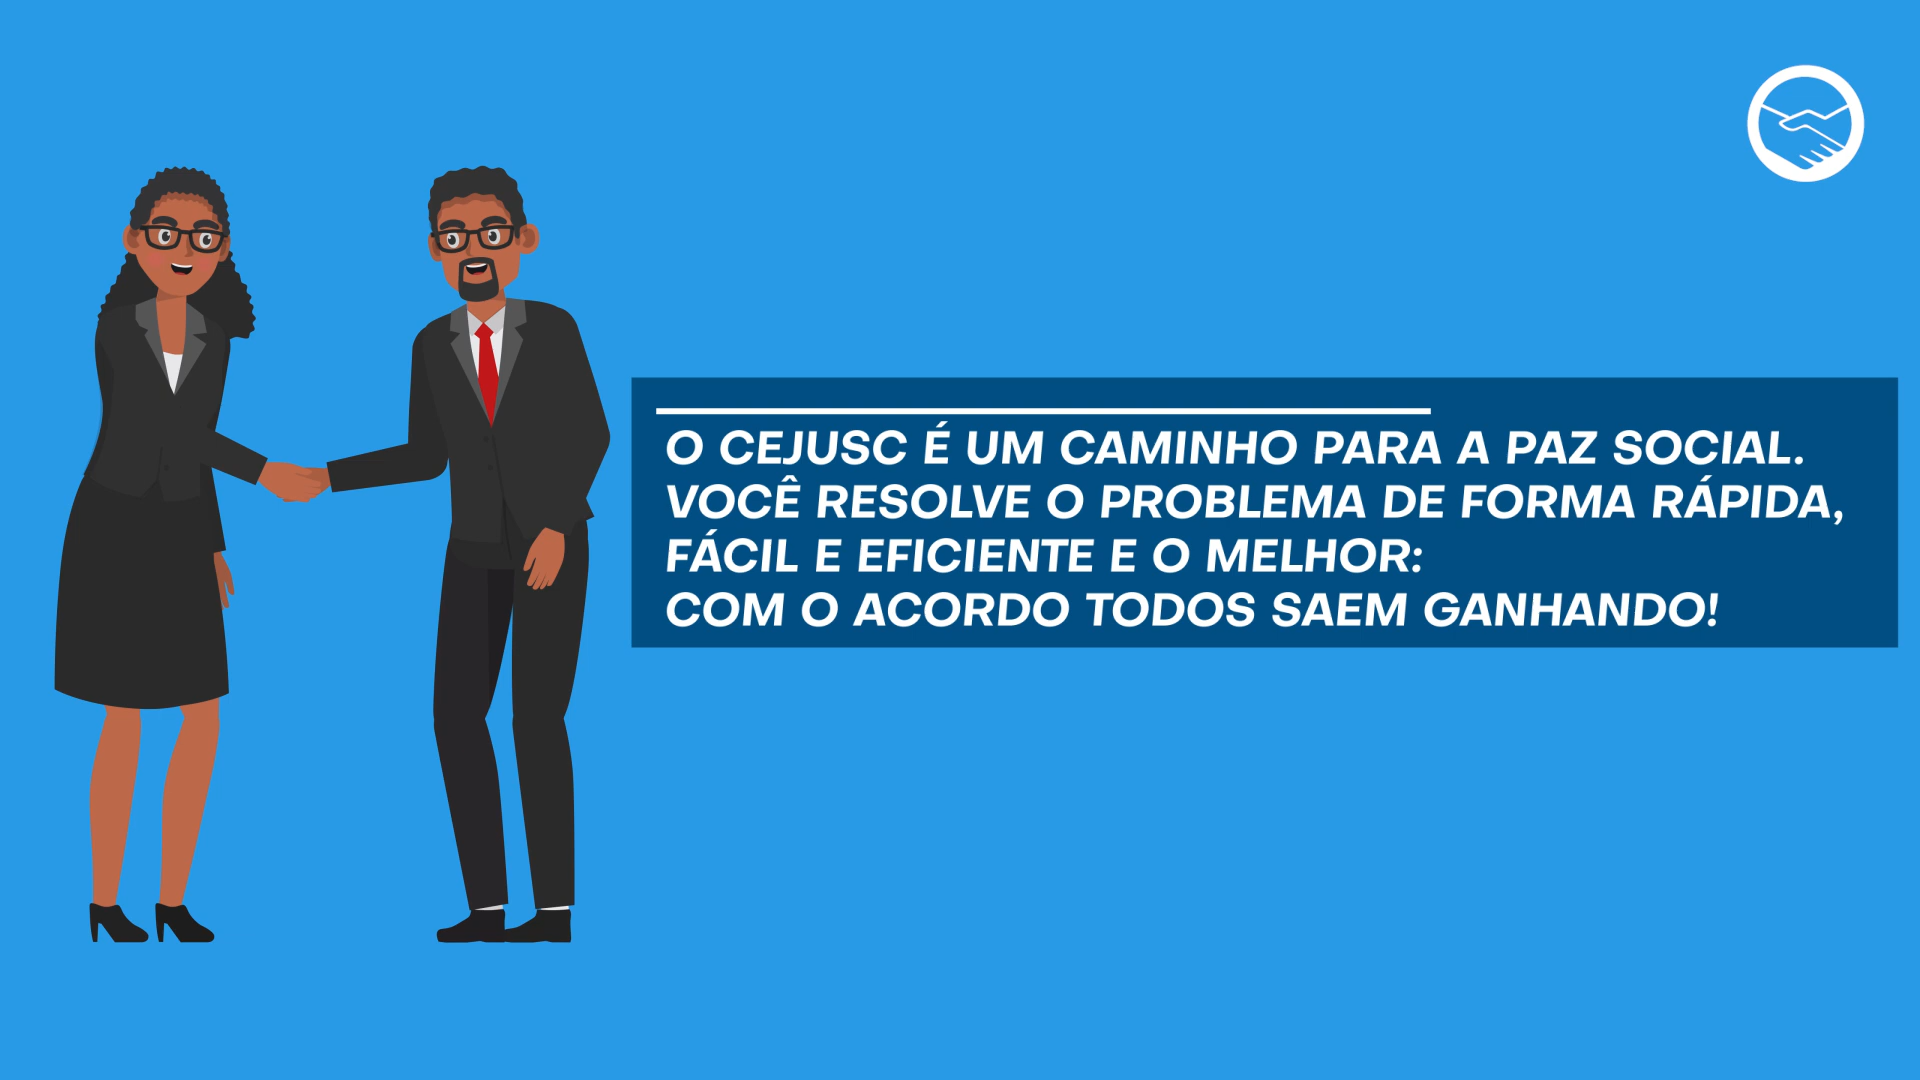 O CEJUSC É UM CAMINHO PARA A PAZ SOCIAL.
VOCÊ RESOLVE O PROBLEMA DE FORMA RÁPIDA,
FÁCIL E EFICIENTE E O MELHOR:
COM O ACORDO TODOS SAEM GANHANDO!